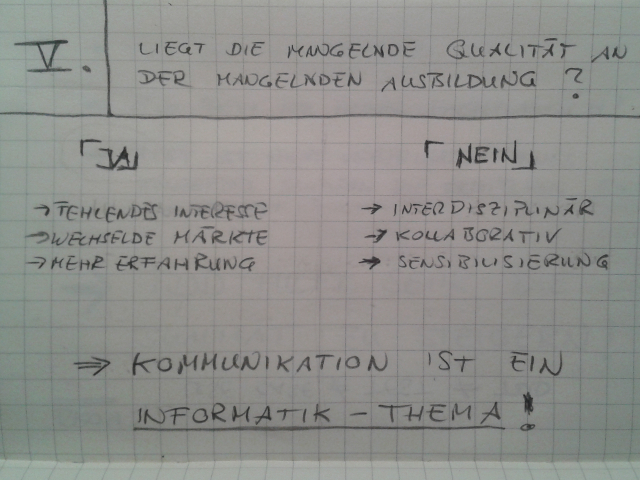 V.
LIEGT DIE MANGELNDE QUALITÄT AN
DER MANGELNDEN AUSBILDUNG?
「JA」
→ FEHLENDES INTERESSE
→ WECHSELDE MÄRKTE
→ MEHR ERFAHRUNG
「NEIN」
→ INTERDISZIPLINÄR
→ KOLLABORATIV
→ SENSIBILISIERUNG
⇒ KOMMUNIKATION IST EIN
INFORMATIK - THEMA!